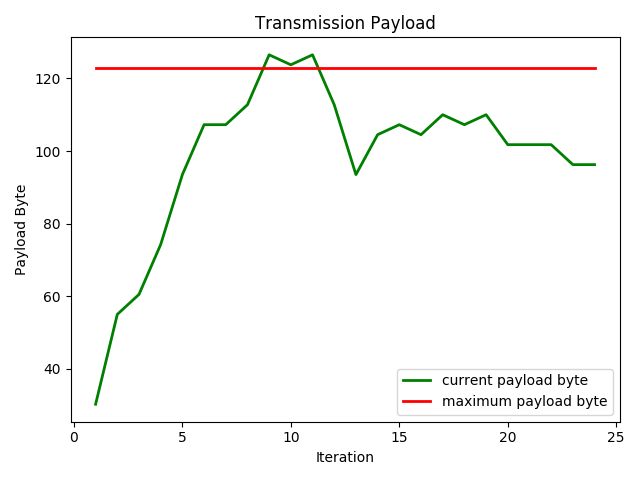 Transmission Payload
120
100
80
60
40
Payload Byte
0
5
10
15
20
25
Iteration
current payload byte
maximum payload byte